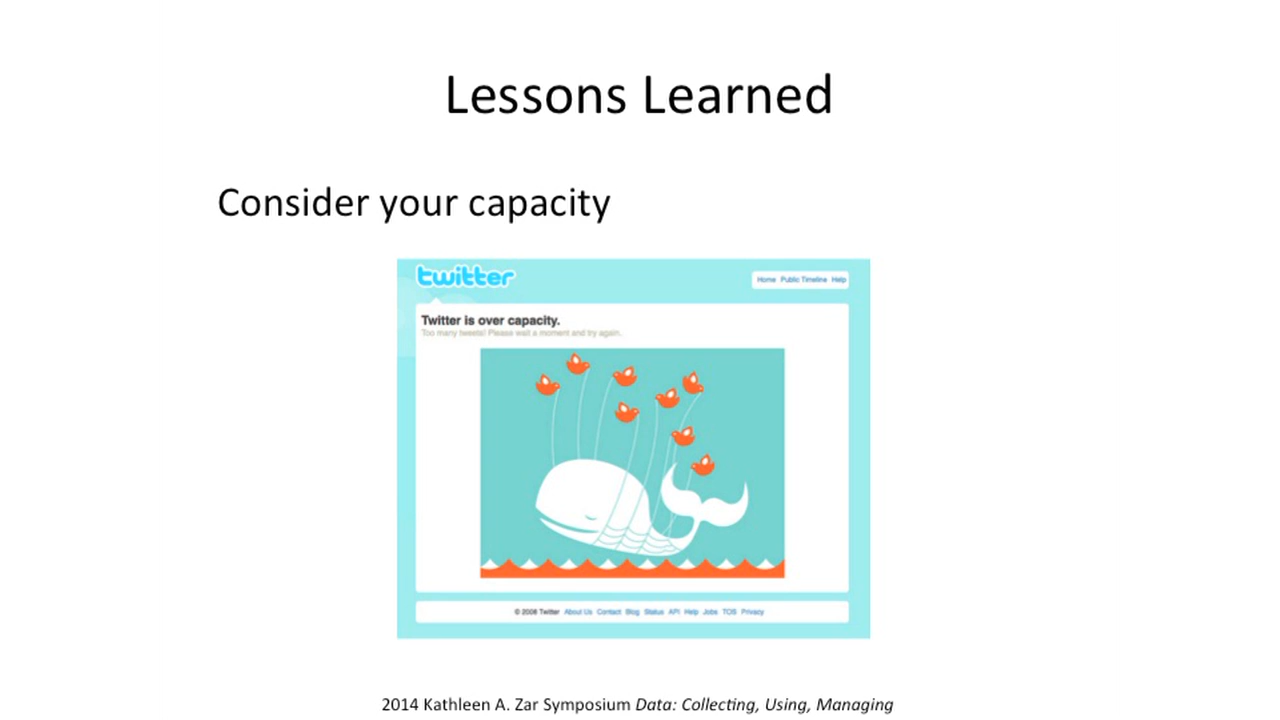 Lessons Learned
Consider your capacity
twitter
Home Public Timeline Help
Twitter is over capacity.
Too many tweets! Please wait a moment and try again.
© 2008 Twitter About Us Contact Blog Status API Help Jobs TOS Privacy
2014 Kathleen A. Zar Symposium Data: Collecting, Using, Managing